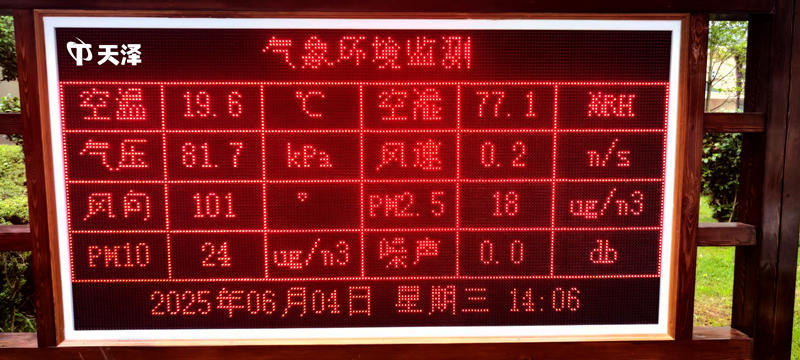 天泽
气象环境监测
空温 19.6 ℃ 空湿 77.1 %RH
气压 81.7 kPa 风速 0.2 m/s
风向 101 ° PM2.5 18 ug/m3
PM10 24 ug/m3 噪声 0.0 db
2025年06月04日 星期三 14:06